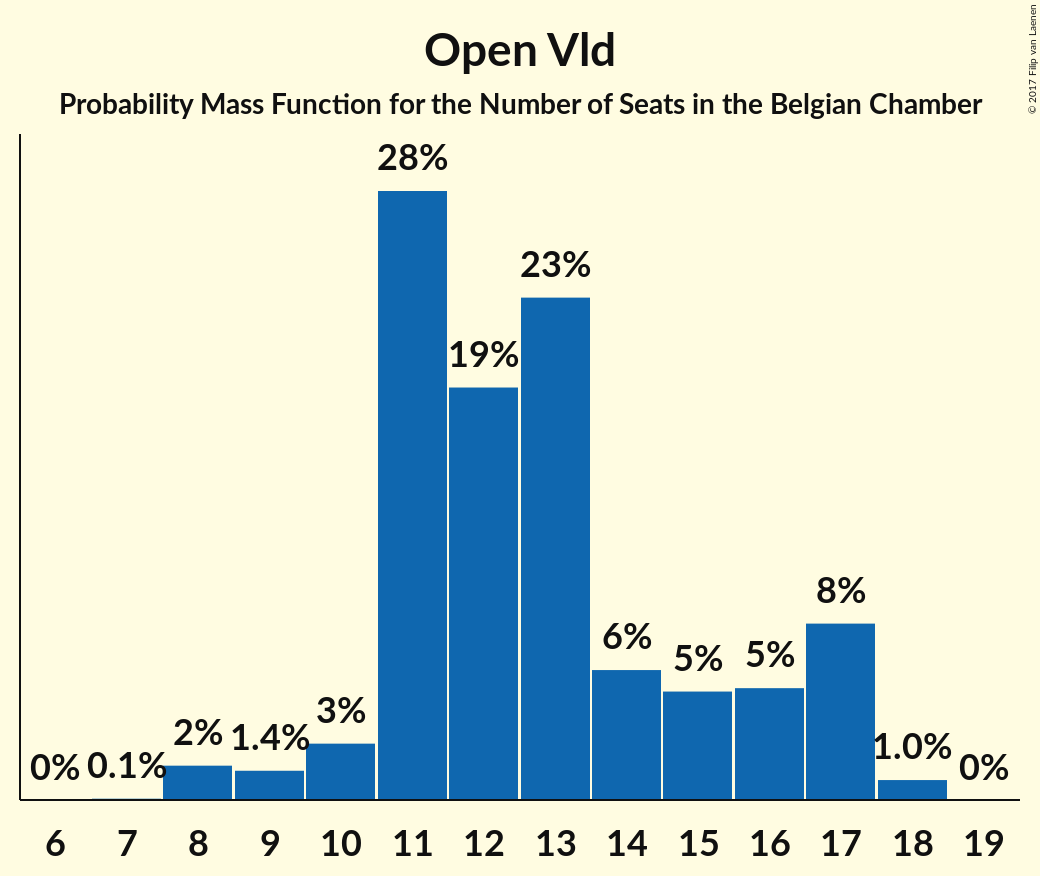 Open Vld
Probability Mass Function for the Number of Seats in the Belgian Chamber
© 2017 Filip van Laenen
0% 0.1% 2% 1.4% 3% 28% 19% 23% 6% 5% 5% 8% 1.0% 0%
6 7 8 9 10 11 12 13 14 15 16 17 18 19